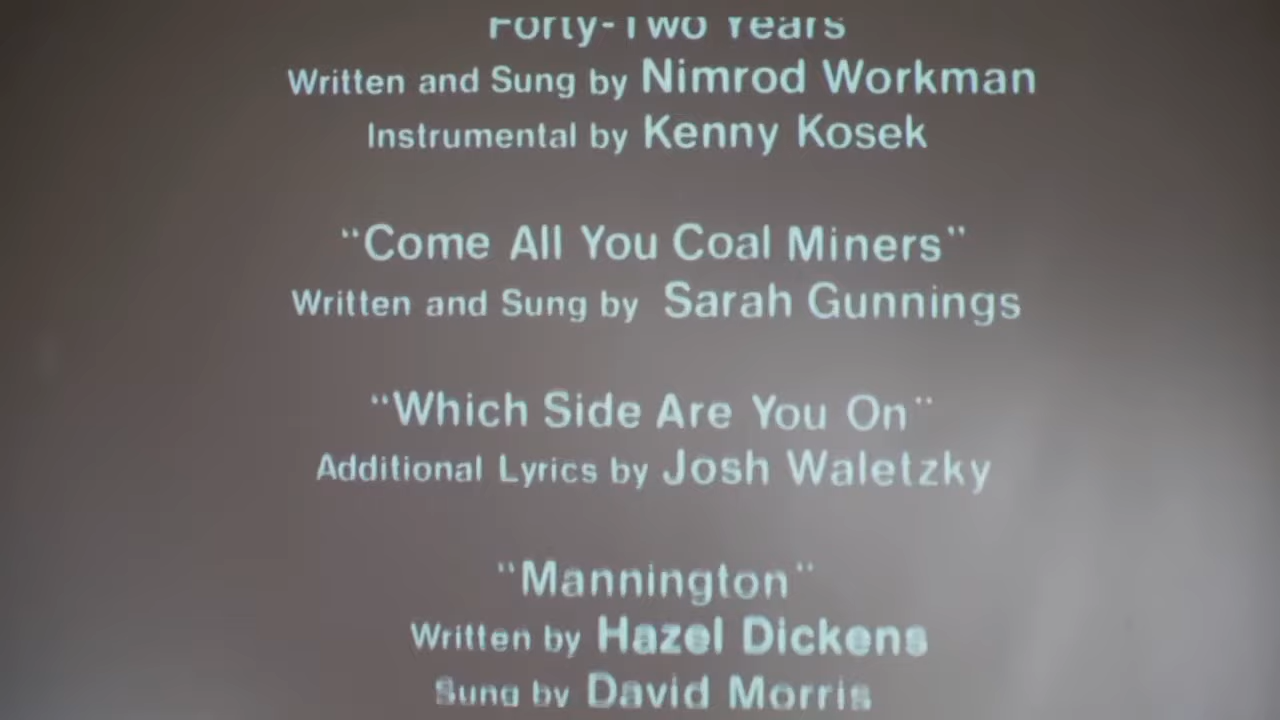 Forty-Two Years
Written and Sung by Nimrod Workman
Instrumental by Kenny Kosek
"Come All You Coal Miners"
Written and Sung by Sarah Gunnings
"Which Side Are You On"
Additional Lyrics by Josh Waletzky
"Mannington"
Written by Hazel Dickens
Sung by David Morris